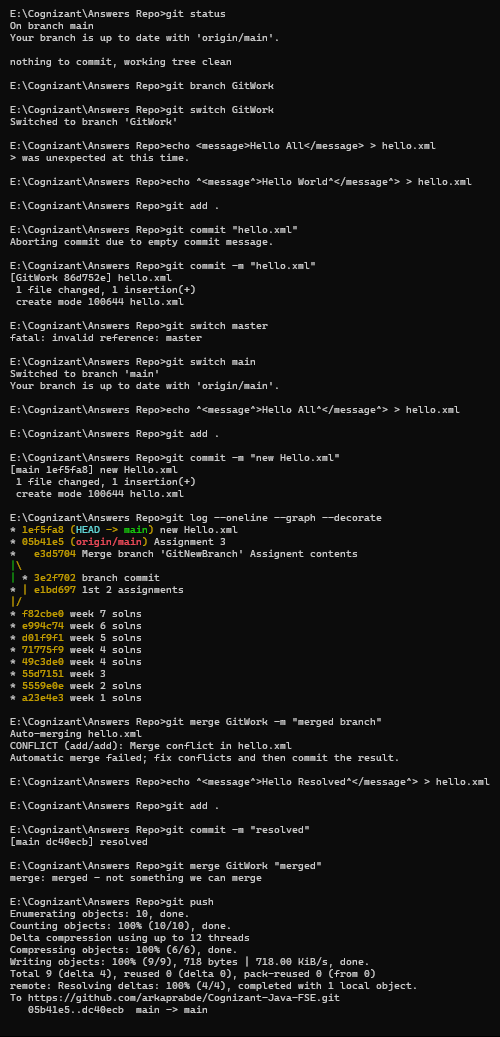 E:\Cognizant\Answers Repo>git status
On branch main
Your branch is up to date with 'origin/main'.
nothing to commit, working tree clean
E:\Cognizant\Answers Repo>git branch GitWork
E:\Cognizant\Answers Repo>git switch GitWork
Switched to branch 'GitWork'
E:\Cognizant\Answers Repo>echo <message>Hello All</message> > hello.xml
> was unexpected at this time.
E:\Cognizant\Answers Repo>echo ^<message^>Hello World^</message^> > hello.xml
E:\Cognizant\Answers Repo>git add .
E:\Cognizant\Answers Repo>git commit "hello.xml"
Aborting commit due to empty commit message.
E:\Cognizant\Answers Repo>git commit -m "hello.xml"
[GitWork 86d752e] hello.xml
 1 file changed, 1 insertion(+)
 create mode 100644 hello.xml
E:\Cognizant\Answers Repo>git switch master
fatal: invalid reference: master
E:\Cognizant\Answers Repo>git switch main
Switched to branch 'main'
Your branch is up to date with 'origin/main'.
E:\Cognizant\Answers Repo>echo ^<message^>Hello All^</message^> > hello.xml
E:\Cognizant\Answers Repo>git add .
E:\Cognizant\Answers Repo>git commit -m "new Hello.xml"
[main 1ef5fa8] new Hello.xml
 1 file changed, 1 insertion(+)
 create mode 100644 hello.xml
E:\Cognizant\Answers Repo>git log --oneline --graph --decorate
* 1ef5fa8 (HEAD -> main) new Hello.xml
* 05b41e5 (origin/main) Assignment 3
*   e3d5704 Merge branch 'GitNewBranch' Assignent contents
|\
| * 3e2f702 branch commit
* | e1bd697 1st 2 assignments
|/
* f82cbe0 week 7 solns
* e994c74 week 6 solns
* d01f9f1 week 5 solns
* 71775f9 week 4 solns
* 49c3de0 week 4 solns
* 55d7151 week 3
* 5559e0e week 2 solns
* a23e4e3 week 1 solns
E:\Cognizant\Answers Repo>git merge GitWork -m "merged branch"
Auto-merging hello.xml
CONFLICT (add/add): Merge conflict in hello.xml
Automatic merge failed; fix conflicts and then commit the result.
E:\Cognizant\Answers Repo>echo ^<message^>Hello Resolved^</message^> > hello.xml
E:\Cognizant\Answers Repo>git add .
E:\Cognizant\Answers Repo>git commit -m "resolved"
[main dc40ecb] resolved
E:\Cognizant\Answers Repo>git merge GitWork "merged"
merge: merged - not something we can merge
E:\Cognizant\Answers Repo>git push
Enumerating objects: 10, done.
Counting objects: 100% (10/10), done.
Delta compression using up to 12 threads
Compressing objects: 100% (6/6), done.
Writing objects: 100% (9/9), 718 bytes | 718.00 KiB/s, done.
Total 9 (delta 4), reused 0 (delta 0), pack-reused 0 (from 0)
remote: Resolving deltas: 100% (4/4), completed with 1 local object.
To https://github.com/arkaprabde/Cognizant-Java-FSE.git
   05b41e5..dc40ecb  main -> main